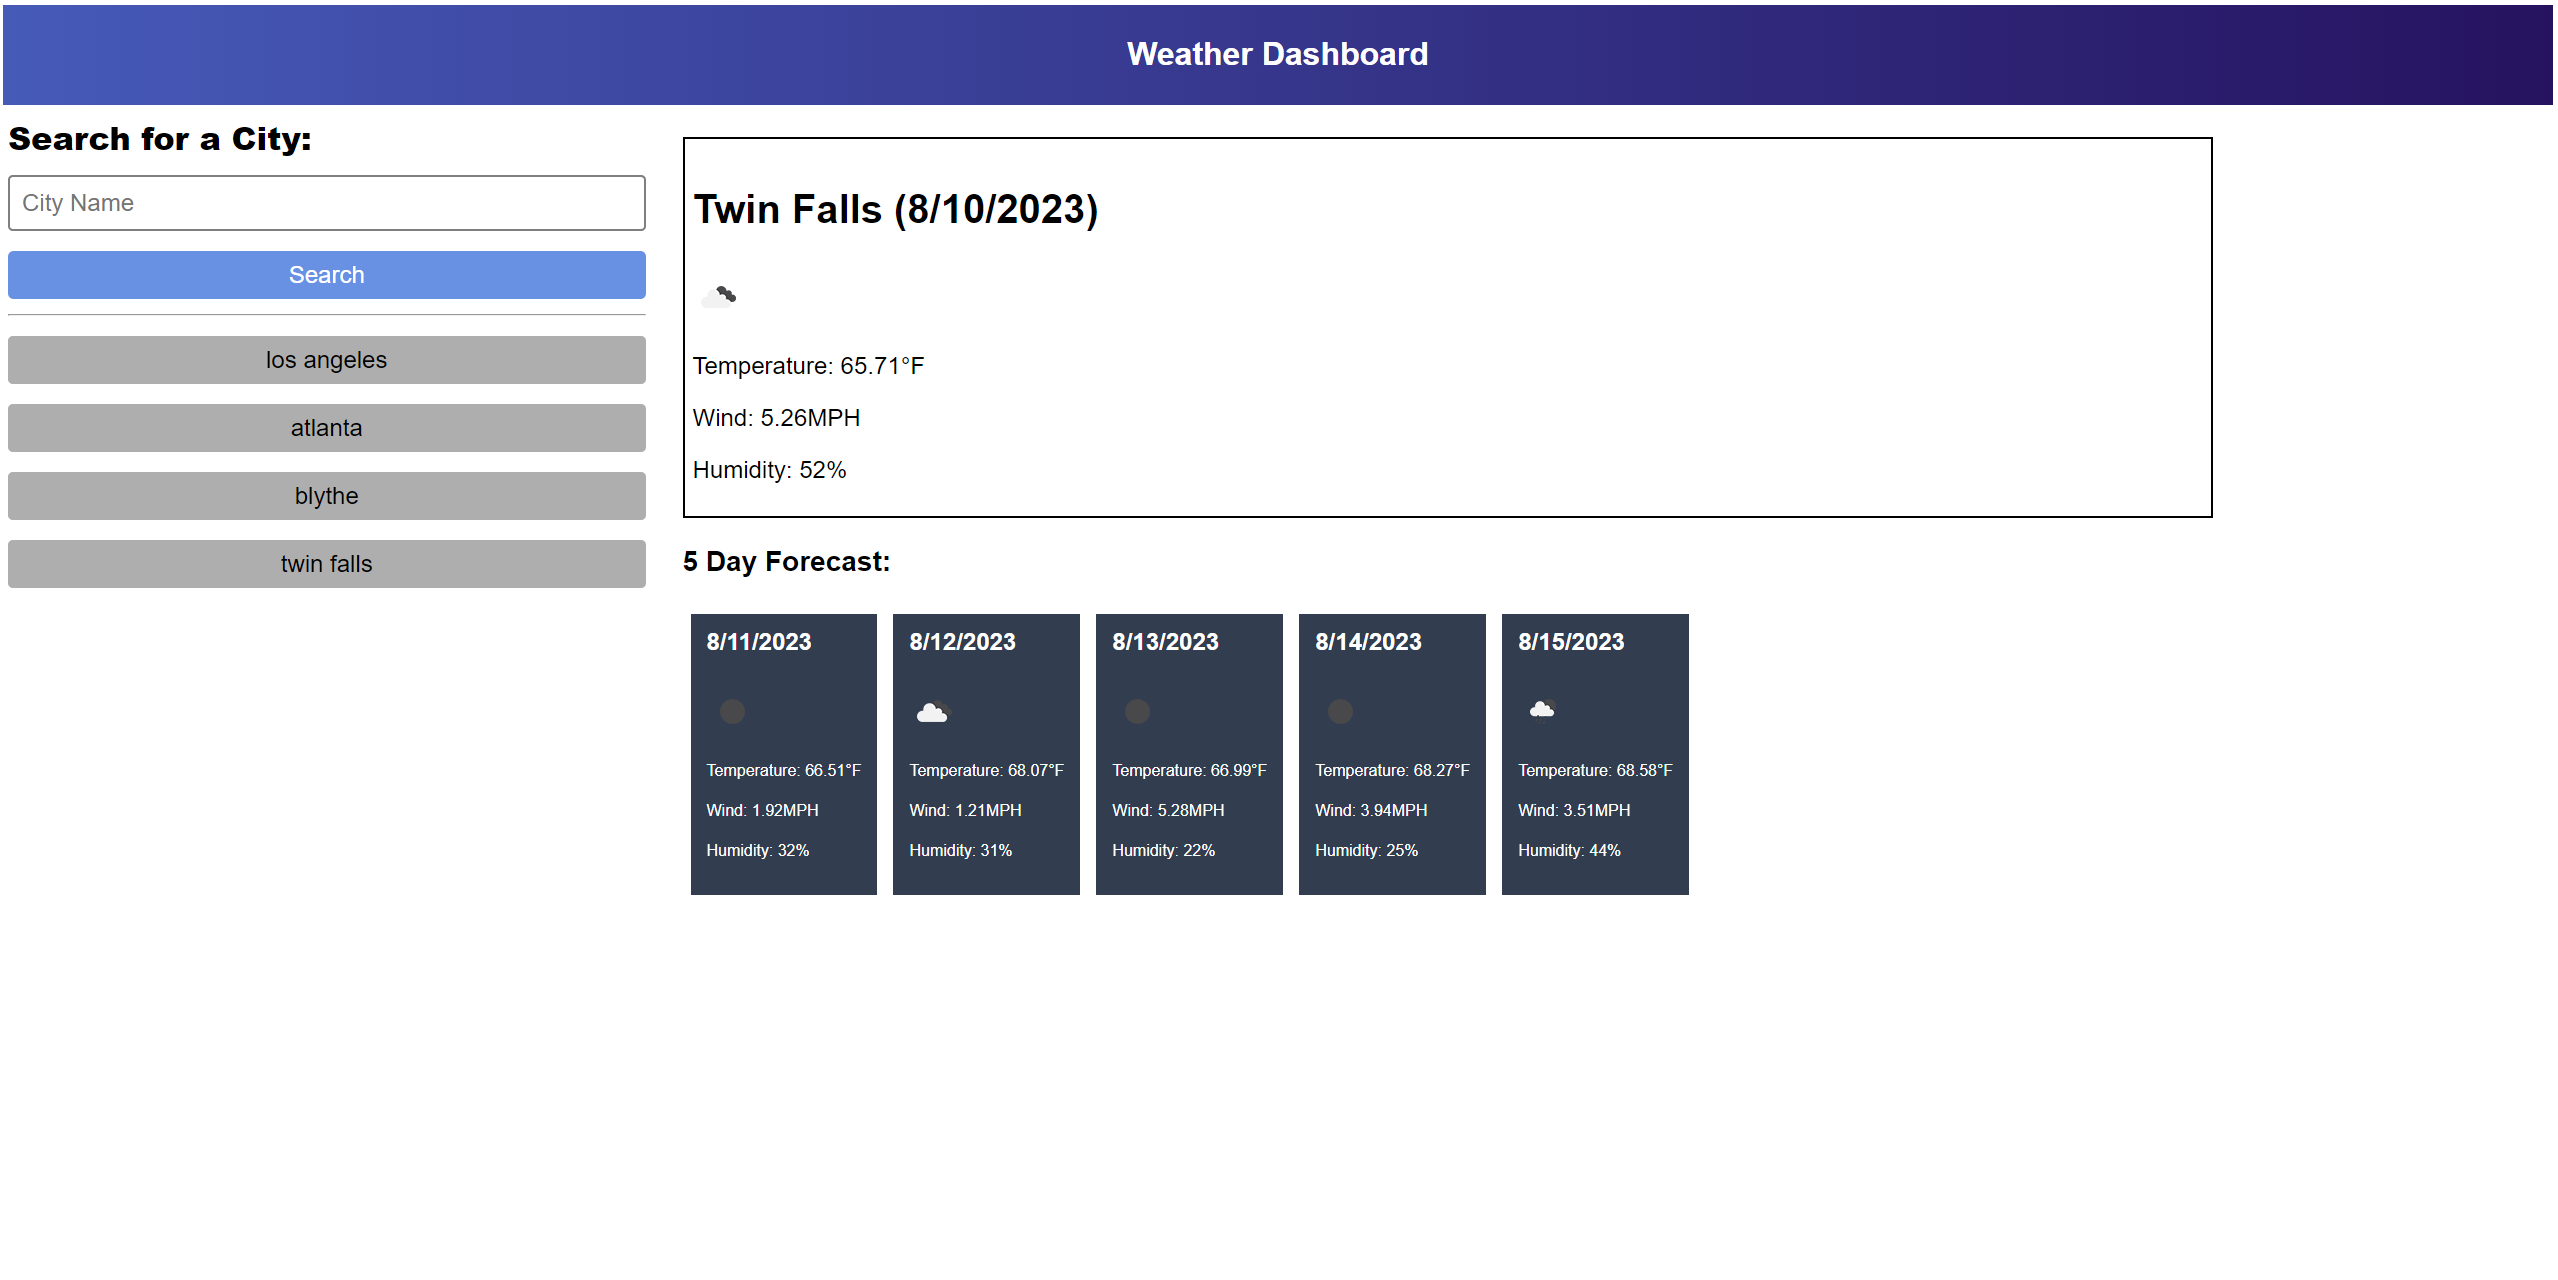 Weather Dashboard
Search for a City:
City Name
Search
los angeles
atlanta
blythe
twin falls
Twin Falls (8/10/2023)
Temperature: 65.71°F
Wind: 5.26MPH
Humidity: 52%
5 Day Forecast:
8/11/2023
Temperature: 66.51°F
Wind: 1.92MPH
Humidity: 32%
8/12/2023
Temperature: 68.07°F
Wind: 1.21MPH
Humidity: 31%
8/13/2023
Temperature: 66.99°F
Wind: 5.28MPH
Humidity: 22%
8/14/2023
Temperature: 68.27°F
Wind: 3.94MPH
Humidity: 25%
8/15/2023
Temperature: 68.58°F
Wind: 3.51MPH
Humidity: 44%